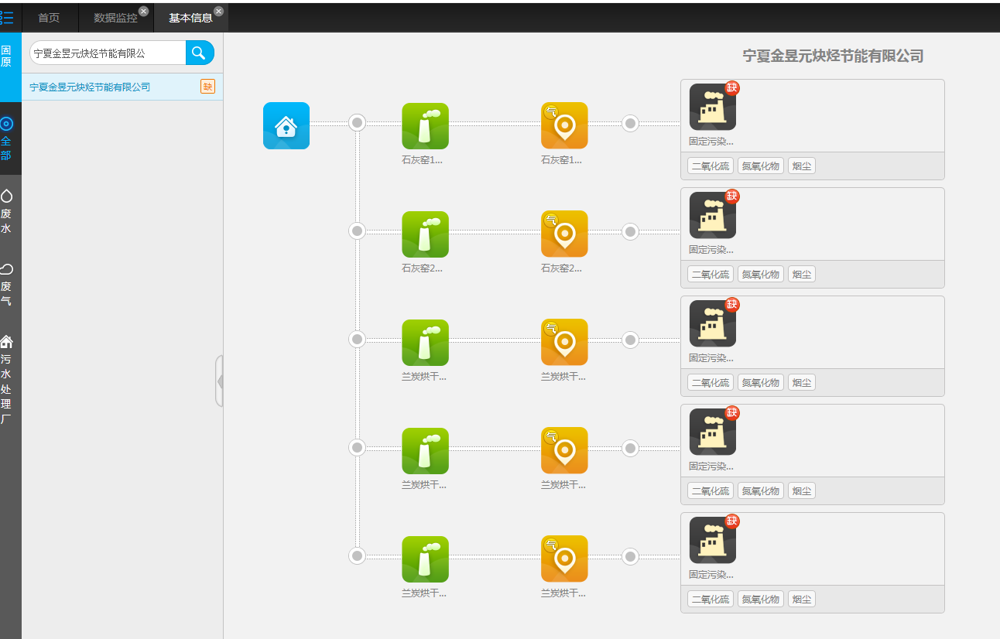 首页 数据监控 基本信息
固原
全部
废水
废气
污水处理厂
宁夏金昱元炔烃节能有限公
宁夏金昱元炔烃节能有限公司 缺
宁夏金昱元炔烃节能有限公司
气 缺
石灰窑1... 石灰窑1... 固定污染...
二氧化硫 氮氧化物 烟尘
气 缺
石灰窑2... 石灰窑2... 固定污染...
二氧化硫 氮氧化物 烟尘
气 缺
兰炭烘干... 兰炭烘干... 固定污染...
二氧化硫 氮氧化物 烟尘
气 缺
兰炭烘干... 兰炭烘干... 固定污染...
二氧化硫 氮氧化物 烟尘
气 缺
兰炭烘干... 兰炭烘干... 固定污染...
二氧化硫 氮氧化物 烟尘